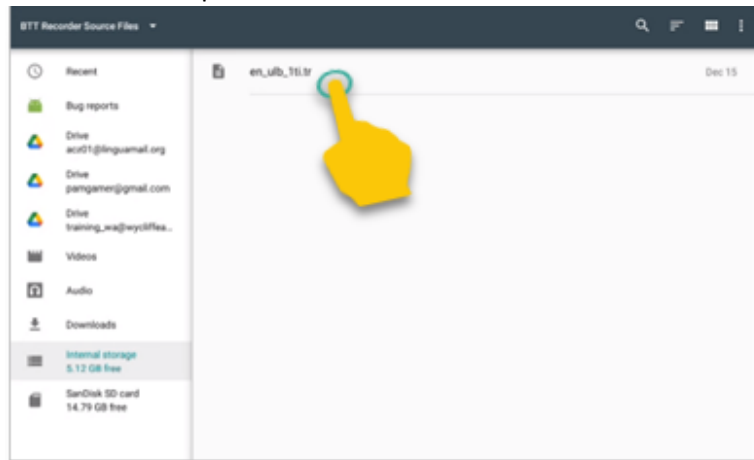 BTT Recorder Source Files
Recent
Bug reports
Drive
acz01@linguamail.org
Drive
pamgamer@gmail.com
Drive
training_wa@wycliffea...
Videos
Audio
Downloads
Internal storage
5.12 GB free
SanDisk SD card
14.79 GB free
en_ulb_1ti.tr
Dec 15